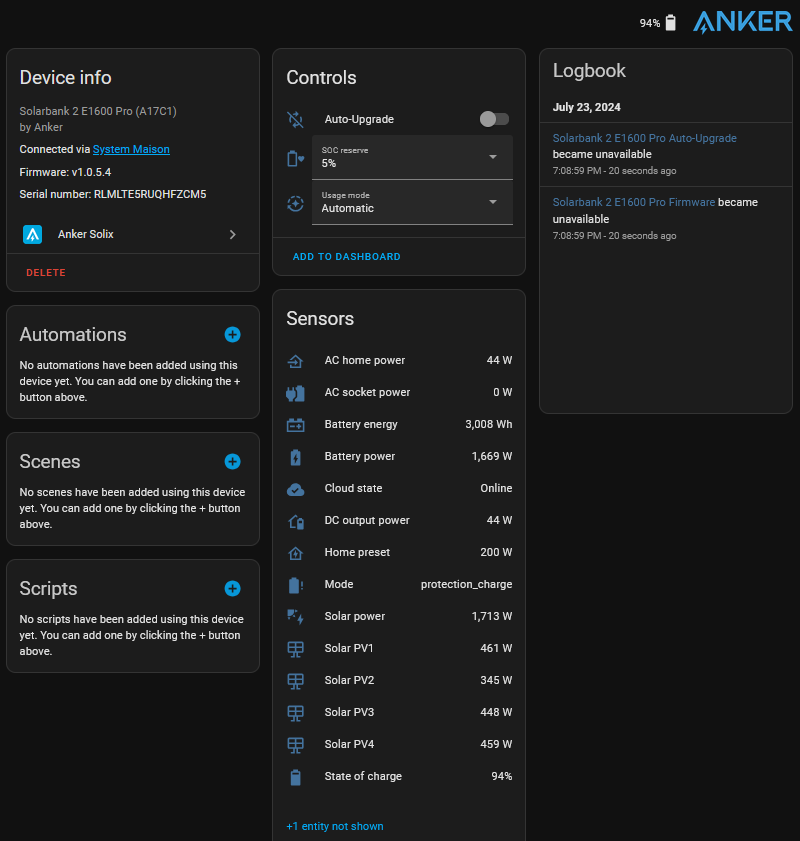 94%
ANKER
Device info
Solarbank 2 E1600 Pro (A17C1)
by Anker
Connected via System Maison
Firmware: v1.0.5.4
Serial number: RLMLTE5RUQHFZCM5
Anker Solix
DELETE
Automations
No automations have been added using this
device yet. You can add one by clicking the +
button above.
Scenes
No scenes have been added using this device
yet. You can add one by clicking the + button
above.
Scripts
No scripts have been added using this device
yet. You can add one by clicking the + button
above.
Controls
Auto-Upgrade
SOC reserve
5%
Usage mode
Automatic
ADD TO DASHBOARD
Sensors
AC home power 44 W
AC socket power 0 W
Battery energy 3,008 Wh
Battery power 1,669 W
Cloud state Online
DC output power 44 W
Home preset 200 W
Mode protection_charge
Solar power 1,713 W
Solar PV1 461 W
Solar PV2 345 W
Solar PV3 448 W
Solar PV4 459 W
State of charge 94%
+1 entity not shown
Logbook
July 23, 2024
Solarbank 2 E1600 Pro Auto-Upgrade
became unavailable
7:08:59 PM - 20 seconds ago
Solarbank 2 E1600 Pro Firmware became
unavailable
7:08:59 PM - 20 seconds ago